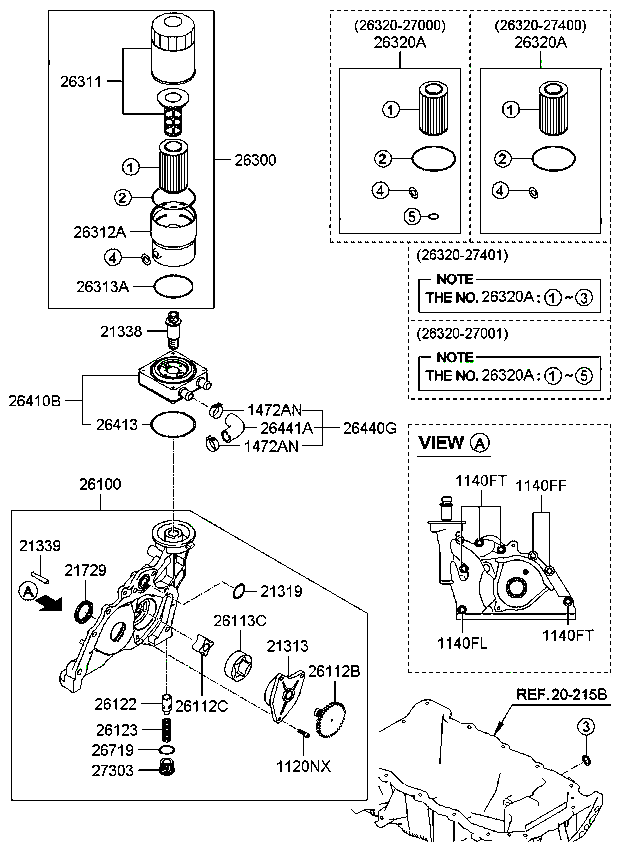 26311
①
②
26312A
④
26313A
26300
21338
26410B
26413
1472AN
26441A
1472AN
26440G
26100
21339
Ⓐ
21729
21319
26113C
21313
26112B
26112C
26122
26123
26719
27303
1120NX
(26320-27000)
26320A
①
②
④
⑤
(26320-27400)
26320A
①
②
④
(26320-27401)
NOTE
THE NO. 26320A : ① ~ ③
(26320-27001)
NOTE
THE NO. 26320A : ① ~ ⑤
VIEW Ⓐ
1140FT
1140FF
1140FL
1140FT
REF. 20-215B
③